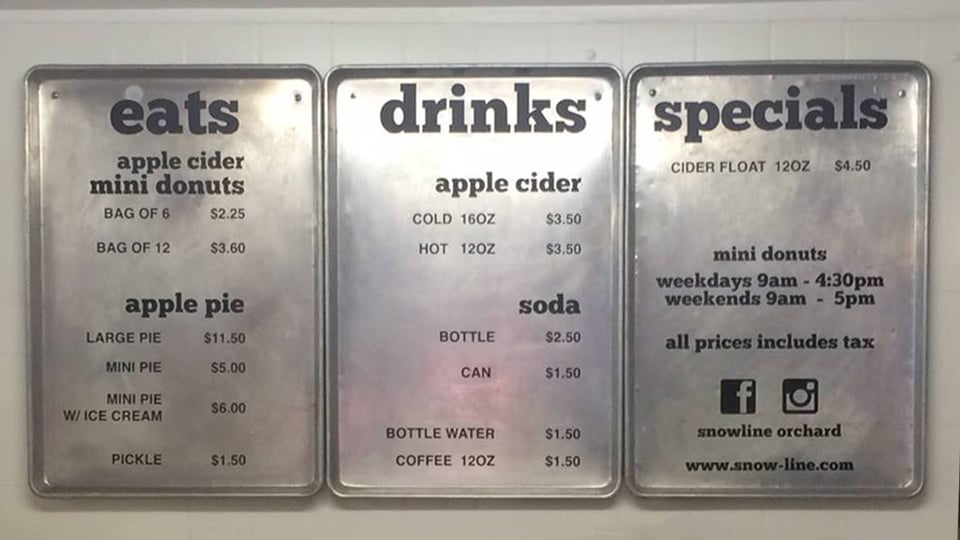 eats
apple cider
mini donuts
BAG OF 6 $2.25
BAG OF 12 $3.60
apple pie
LARGE PIE $11.50
MINI PIE $5.00
MINI PIE
W/ ICE CREAM $6.00
PICKLE $1.50
drinks
apple cider
COLD 16OZ $3.50
HOT 12OZ $3.50
soda
BOTTLE $2.50
CAN $1.50
BOTTLE WATER $1.50
COFFEE 12OZ $1.50
specials
CIDER FLOAT 12OZ $4.50
mini donuts
weekdays 9am - 4:30pm
weekends 9am - 5pm
all prices includes tax
snowline orchard
www.snow-line.com